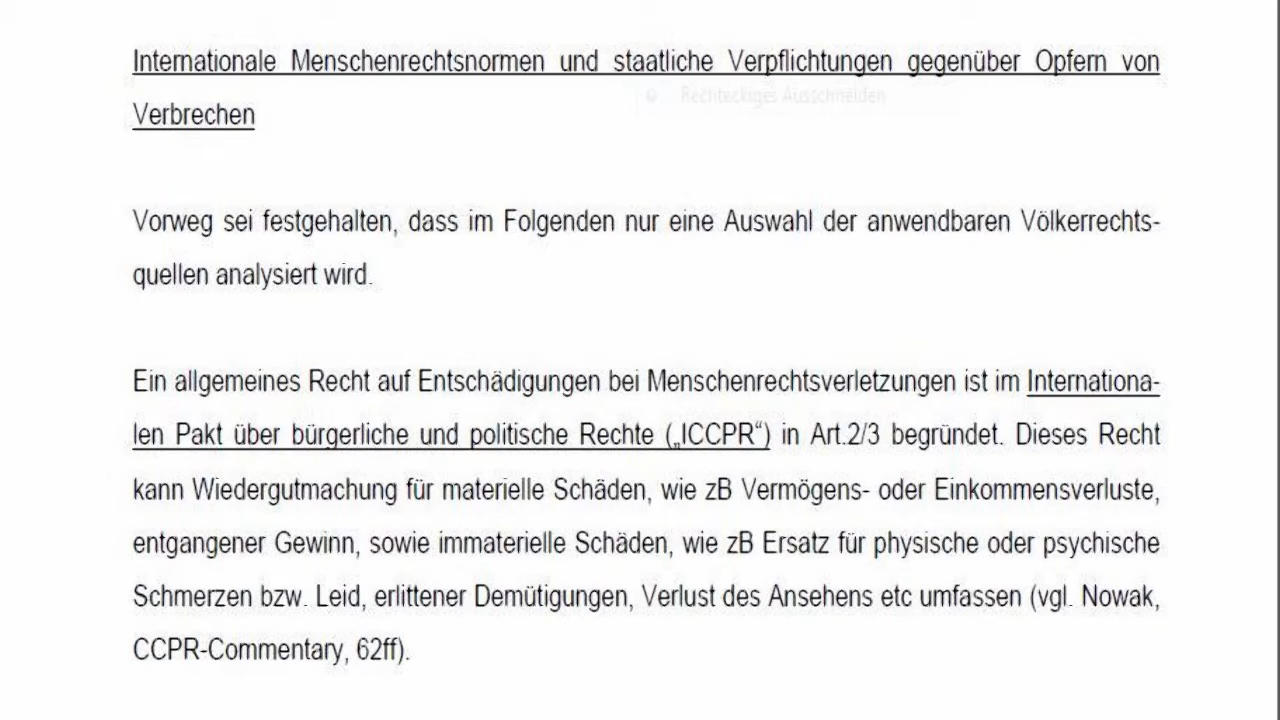 Internationale Menschenrechtsnormen und staatliche Verpflichtungen gegenüber Opfern von
Rechteckiges Ausschneiden
Verbrechen
Vorweg sei festgehalten, dass im Folgenden nur eine Auswahl der anwendbaren Völkerrechts-
quellen analysiert wird.
Ein allgemeines Recht auf Entschädigungen bei Menschenrechtsverletzungen ist im Internationa-
len Pakt über bürgerliche und politische Rechte („ICCPR“) in Art.2/3 begründet. Dieses Recht
kann Wiedergutmachung für materielle Schäden, wie zB Vermögens- oder Einkommensverluste,
entgangener Gewinn, sowie immaterielle Schäden, wie zB Ersatz für physische oder psychische
Schmerzen bzw. Leid, erlittener Demütigungen, Verlust des Ansehens etc umfassen (vgl. Nowak,
CCPR-Commentary, 62ff).